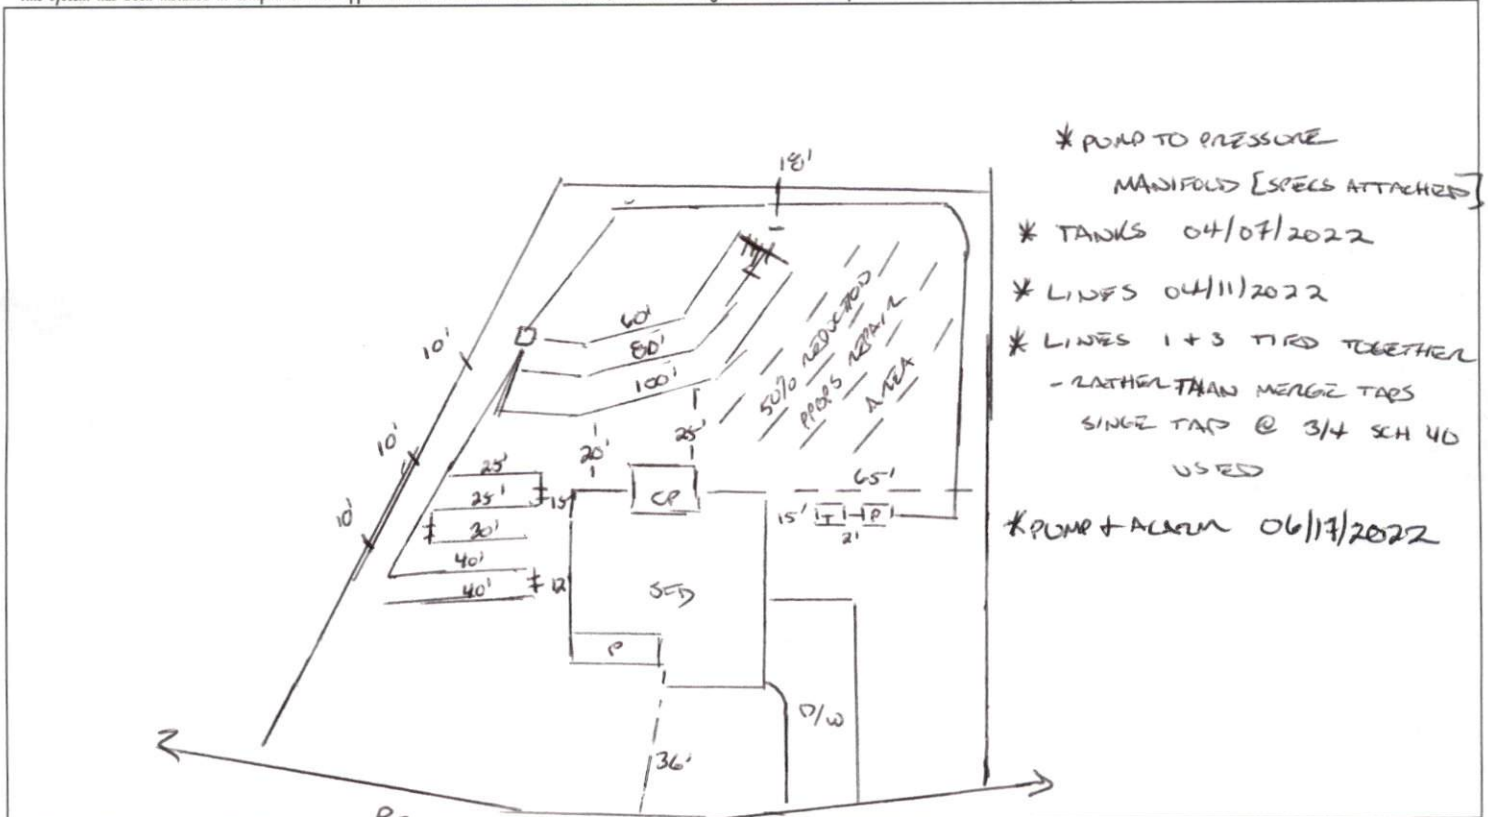 18'
* PUMP TO PRESSURE
MANIFOLD [SPECS ATTACHED]
* TANKS 04/07/2022
* LINES 04/11/2022
* LINES 1 + 3 TIED TOGETHER
- RATHER THAN MERGE TAPS
SINGE TAP @ 3/4 SCH 40
USED
* PUMP + ALARM 06/17/2022
60'
80'
100'
50% REDUCTION
PPBPS REPAIR
AREA
10'
10'
10'
20'
25'
25'
25'
15'
30'
40'
40'
12
CP
65'
15'
T
P
2'
SFD
P
D/W
36'